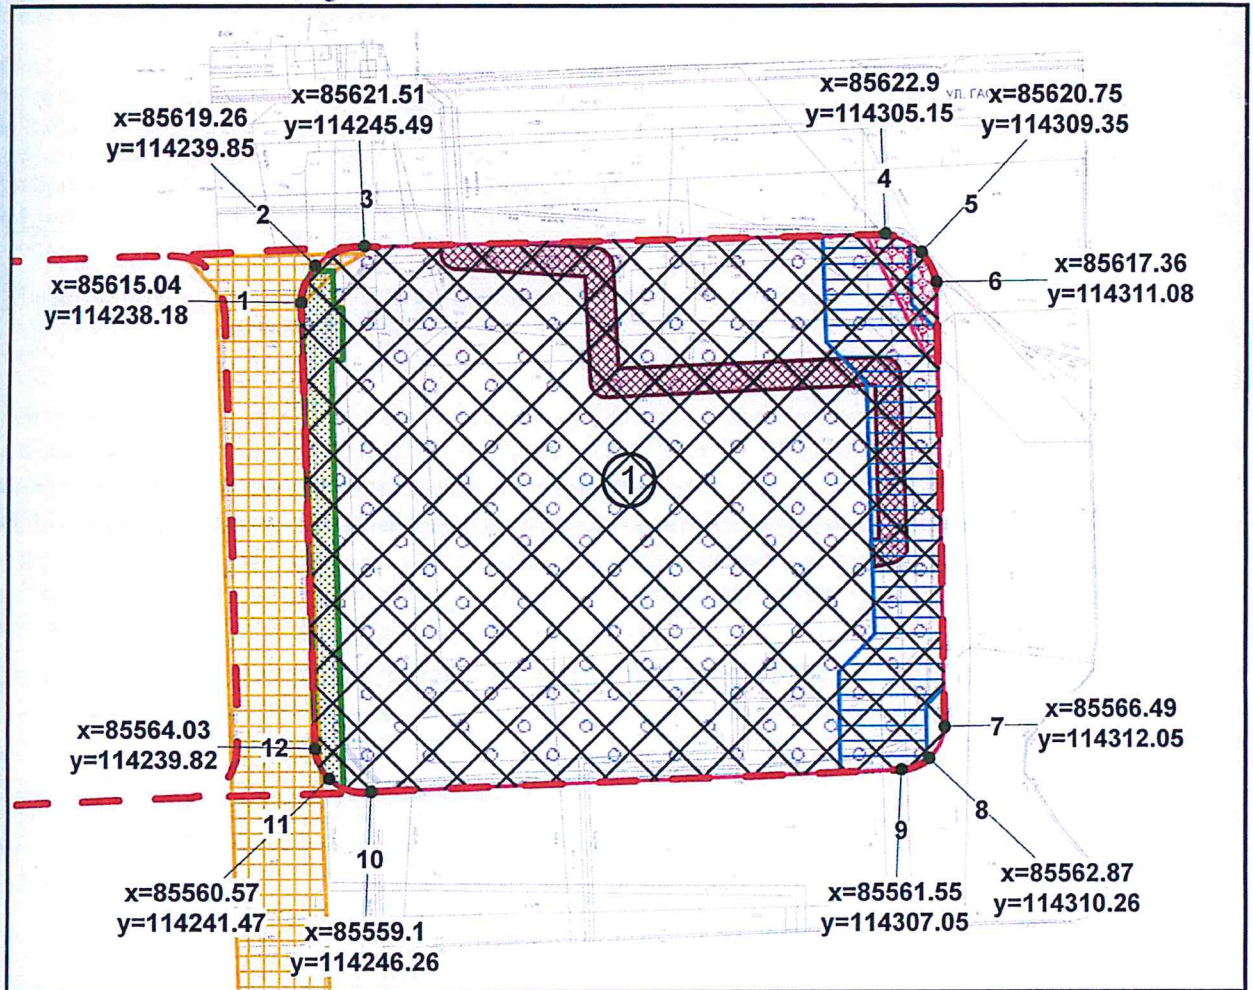 x=85621.51
y=114245.49
x=85622.9
y=114305.15
УЛ. ГАС
x=85620.75
y=114309.35
x=85619.26
y=114239.85
2
3
4
5
x=85615.04
y=114238.18
1
6
x=85617.36
y=114311.08
1
x=85564.03
y=114239.82
12
7
x=85566.49
y=114312.05
11
10
9
8
x=85560.57
y=114241.47
x=85559.1
y=114246.26
x=85561.55
y=114307.05
x=85562.87
y=114310.26